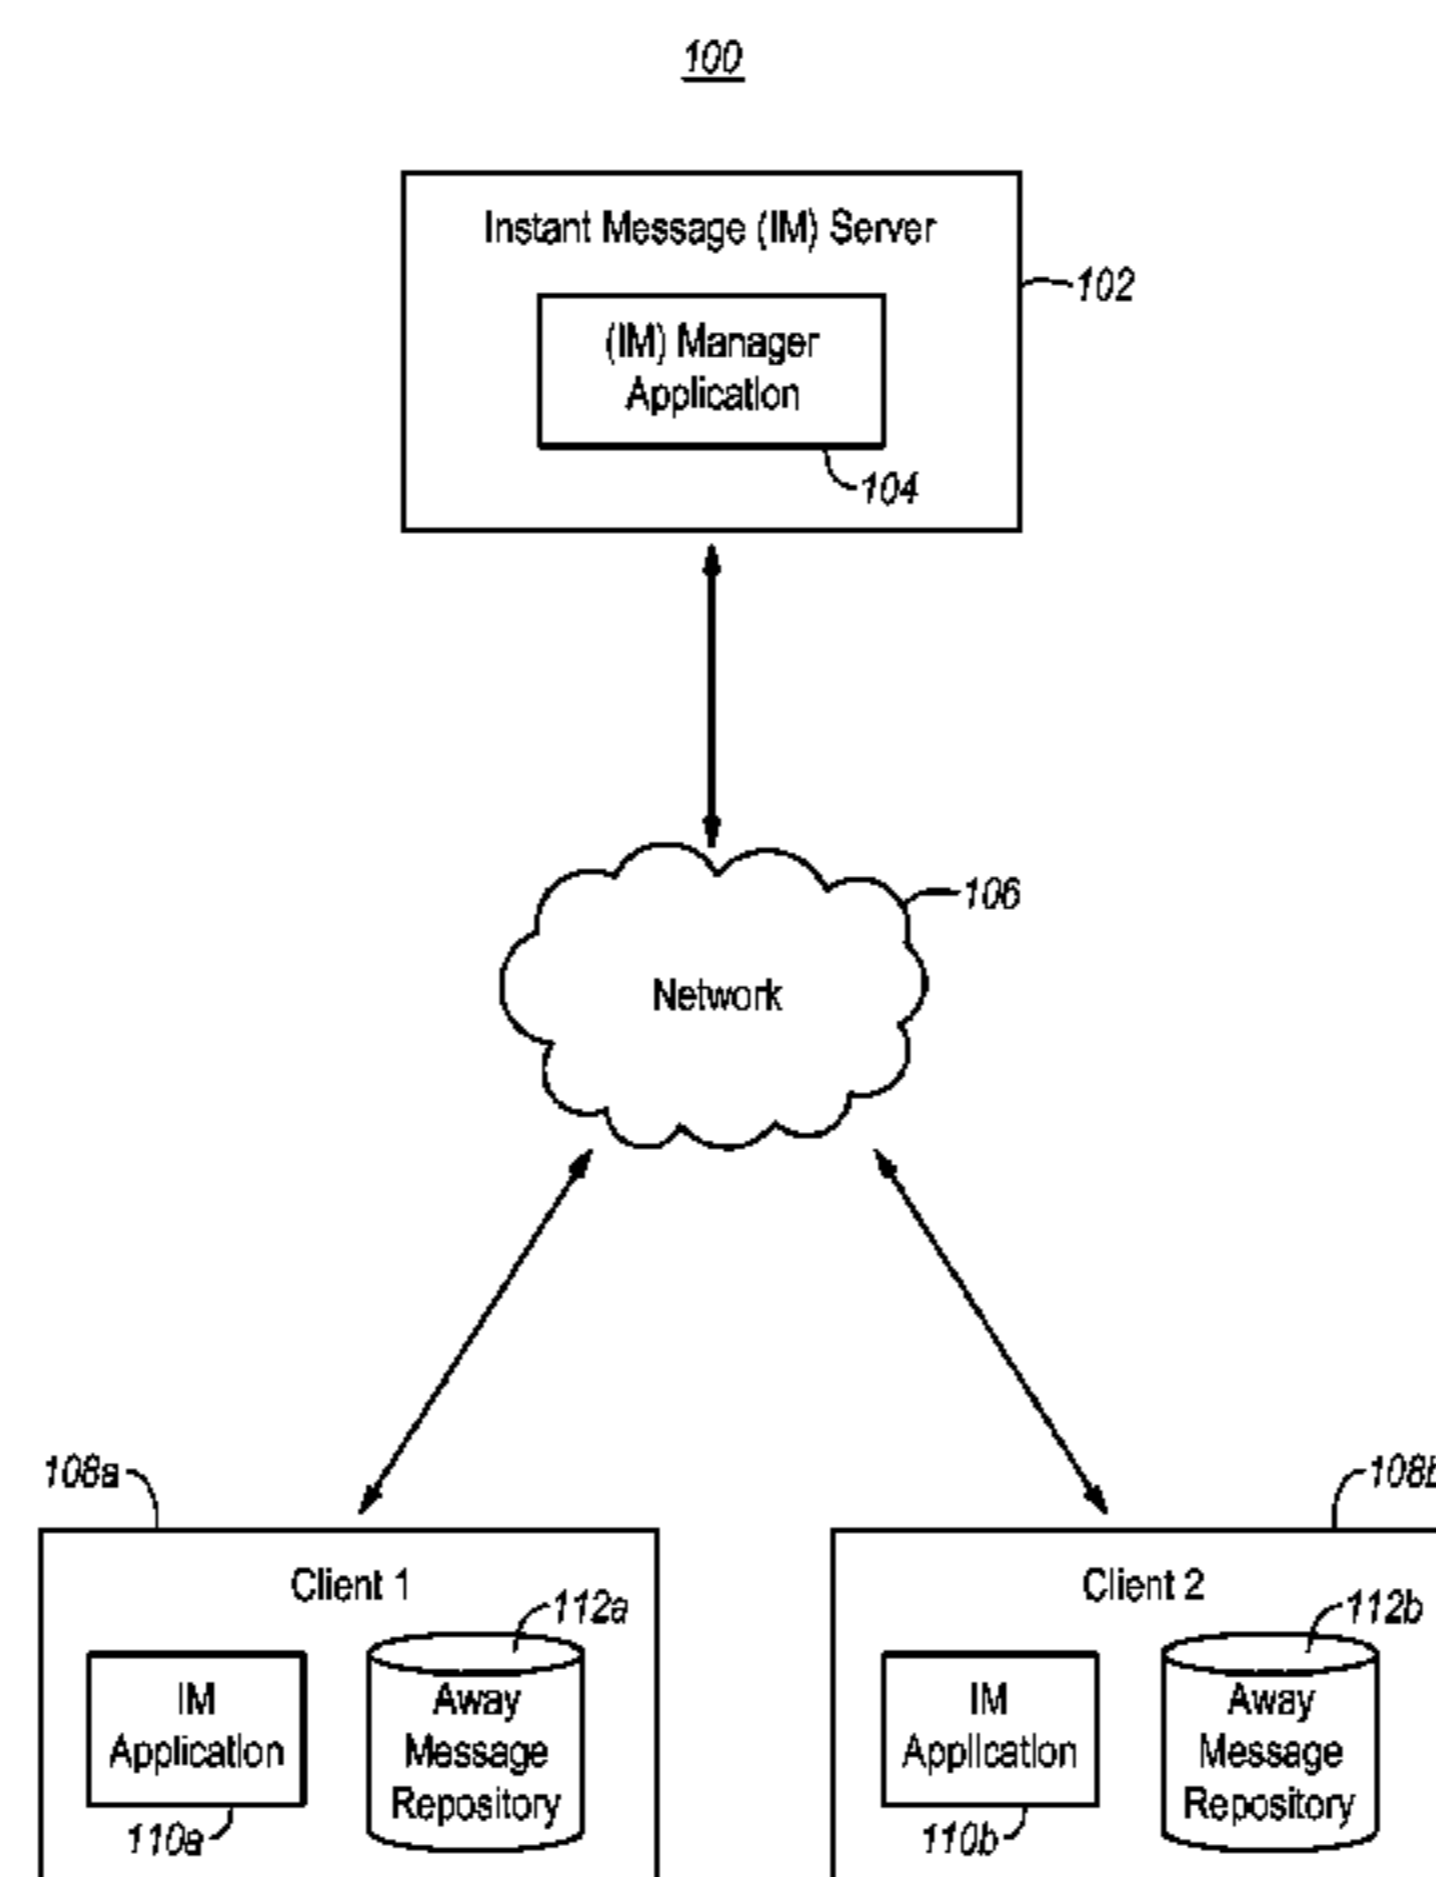 100
Instant Message (IM) Server
102
(IM) Manager
Application
104
106
Network
108a
108b
Client 1
112a
IM
Application
110a
Away
Message
Repository
Client 2
112b
IM
Application
110b
Away
Message
Repository